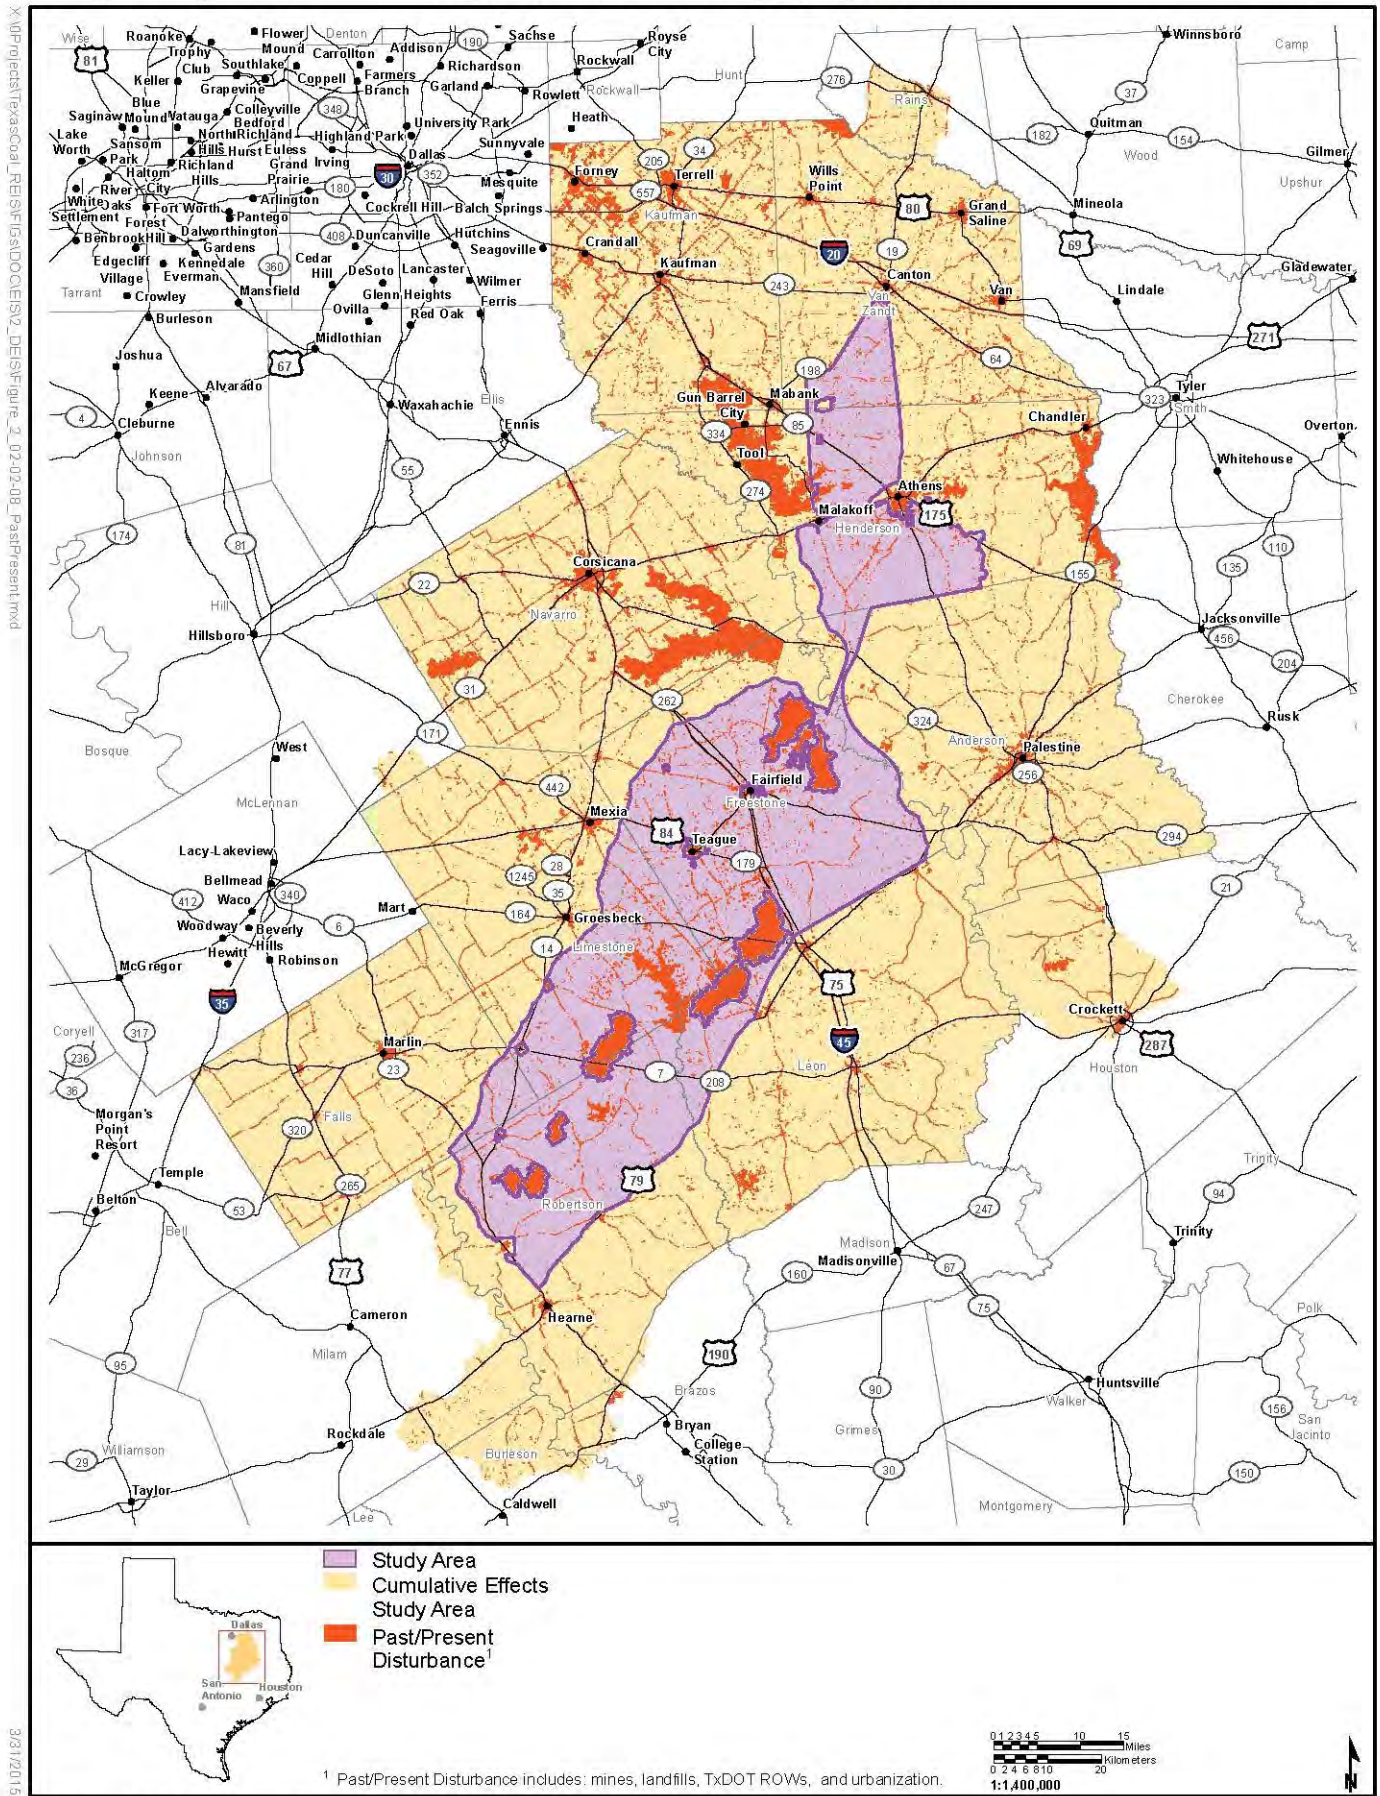 X:\0Projects\TexasCoal_REIS\FIGs\DOC\EIS\2_DEIS\Figure_2_02-02-08_PastPresent.mxd
3/31/2015
Wise
81
Roanoke
Trophy
Club
Flower
Mound
Denton
Carrollton
Addison
190
Sachse
Royse
City
Winnsboro
Camp
Southlake
Keller
Grapevine
Coppell
Farmers
Branch
Richardson
Garland
Rowlett
Rockwall
Rockwall
Hunt
276
Rains
37
Blue
Mound
Saginaw
Watauga
Colleyville
Bedford
348
University Park
Heath
182
Quitman
154
Wood
Gilmer
Upshur
Lake
Worth
Sansom
Park
North Richland
Hills
Hurst
Euless
Highland Park
Sunnyvale
Haltom
City
Richland
Hills
Grand
Prairie
Irving
Dallas
30
352
Mesquite
205
34
Forney
Terrell
557
Kaufman
Wills
Point
80
Grand
Saline
Mineola
69
River
Oaks
White
Settlement
180
Arlington
Cockrell Hill
Balch Springs
Fort Worth
Pantego
Forest
Hill
Dalworthington
Gardens
408
Duncanville
Hutchins
Seagoville
Crandall
20
19
Benbrook
Kennedale
Edgecliff
Village
Everman
360
Cedar
Hill
DeSoto
Lancaster
Wilmer
Kaufman
243
Canton
Van
Zandt
Van
Lindale
Gladewater
Tarrant
Crowley
Mansfield
Glenn Heights
Ferris
Burleson
Ovilla
Red Oak
Midlothian
271
Joshua
67
64
Keene
Alvarado
Waxahachie
Ellis
198
Gun Barrel
City
Mabank
Tyler
323
Smith
4
Cleburne
Johnson
Ennis
334
85
Chandler
Overton
55
Tool
274
Whitehouse
Athens
175
Malakoff
Henderson
174
81
110
135
155
Corsicana
22
Navarro
Hill
Hillsboro
Jacksonville
456
204
31
262
Cherokee
Rusk
171
324
Anderson
Palestine
256
Bosque
West
Fairfield
Freestone
McLennan
442
Mexia
84
Teague
294
Lacy-Lakeview
28
179
Bellmead
1245
35
21
412
Waco
340
Mart
164
Groesbeck
Woodway
Beverly
Hills
6
14
Limestone
Hewitt
Robinson
McGregor
75
35
Crockett
Coryell
317
Marlin
45
287
236
23
7
208
Leon
Houston
36
Morgan's
Point
Resort
320
Falls
Trinity
Temple
265
79
94
Belton
53
Robertson
247
Bell
Trinity
Madison
Madisonville
77
160
67
Cameron
Hearne
75
Polk
Milam
190
95
Brazos
90
Huntsville
Walker
156
San
Jacinto
Rockdale
Bryan
Grimes
College
Station
Williamson
29
Burleson
30
150
Taylor
Caldwell
Montgomery
Lee
Dallas
San
Antonio
Houston
Study Area
Cumulative Effects
Study Area
Past/Present
Disturbance1
0 1 2 3 4 5 10 15
Miles
Kilometers
0 2 4 6 8 10 20
1:1,400,000
N
1 Past/Present Disturbance includes: mines, landfills, TxDOT ROWs, and urbanization.